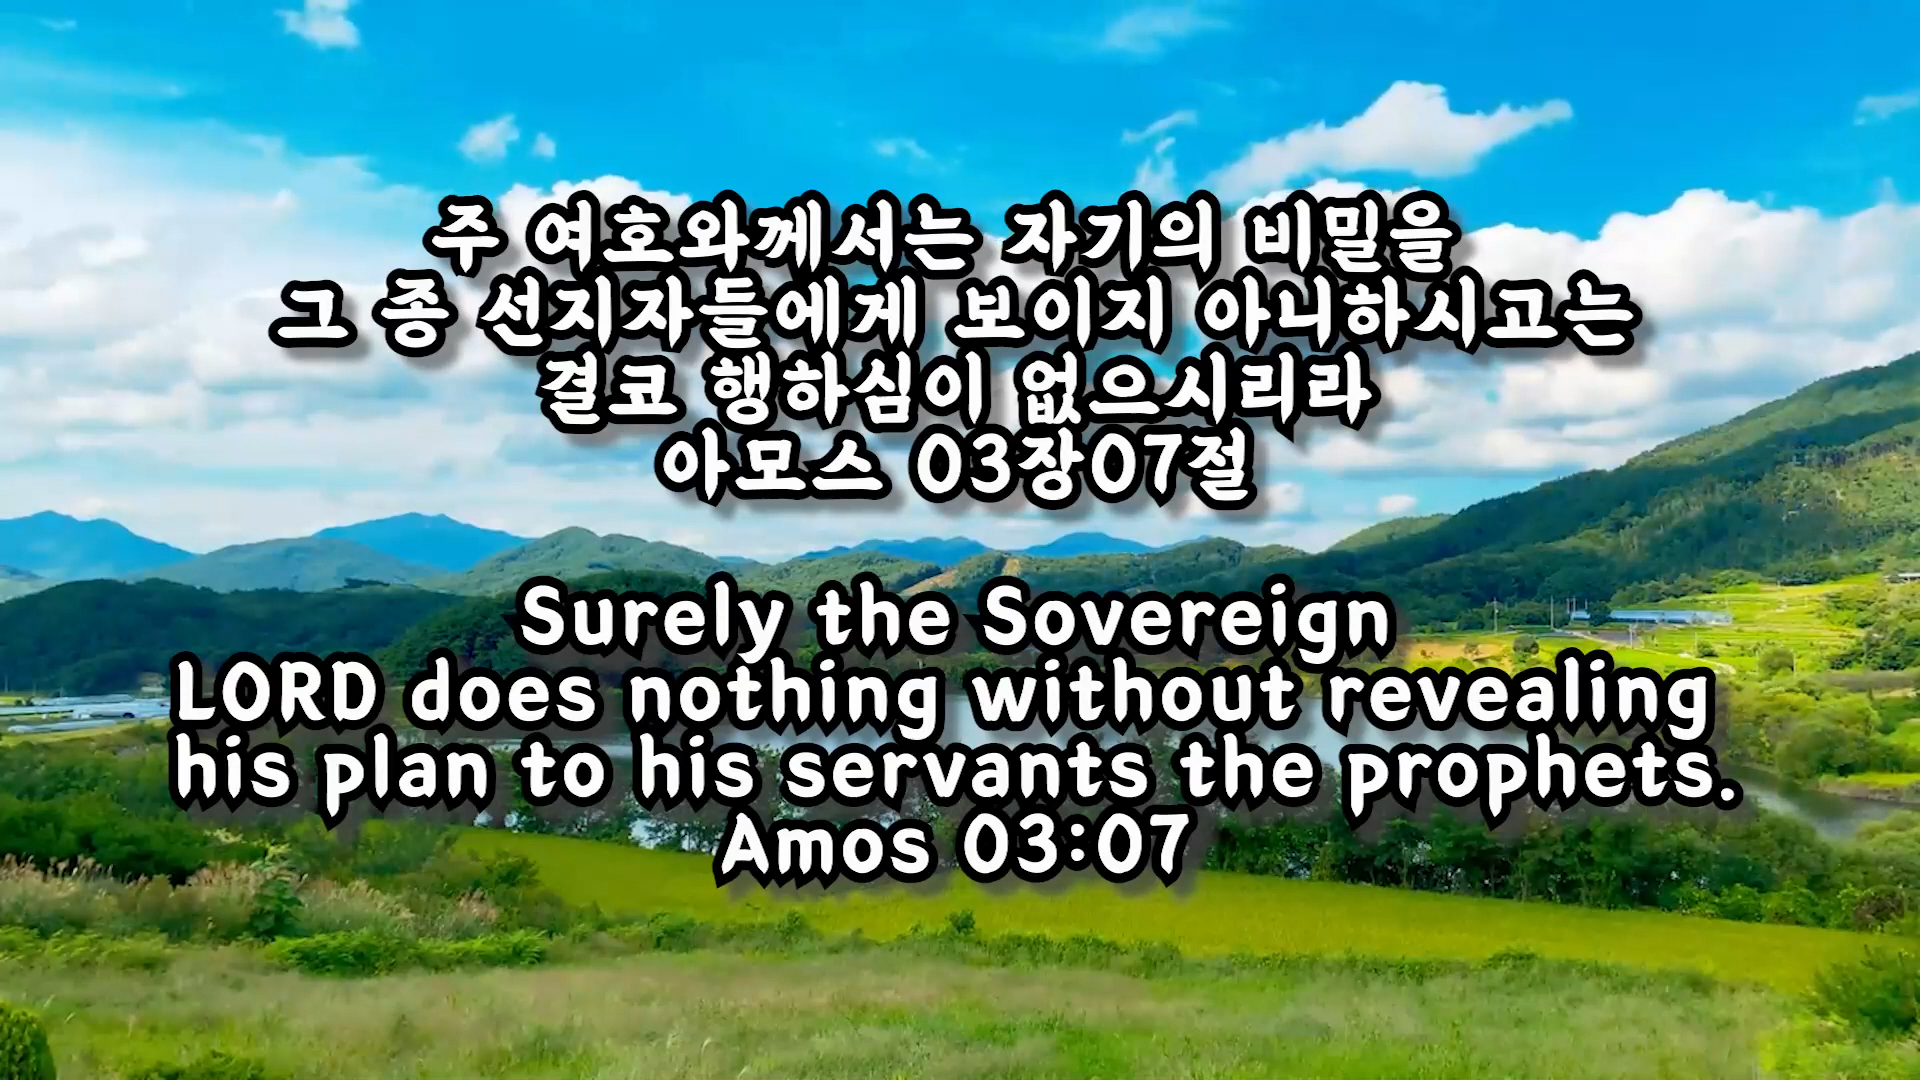 주 여호와께서는 자기의 비밀을
그 종 선지자들에게 보이지 아니하시고는
결코 행하심이 없으시리라
아모스 03장07절
Surely the Sovereign
LORD does nothing without revealing
his plan to his servants the prophets.
Amos 03:07